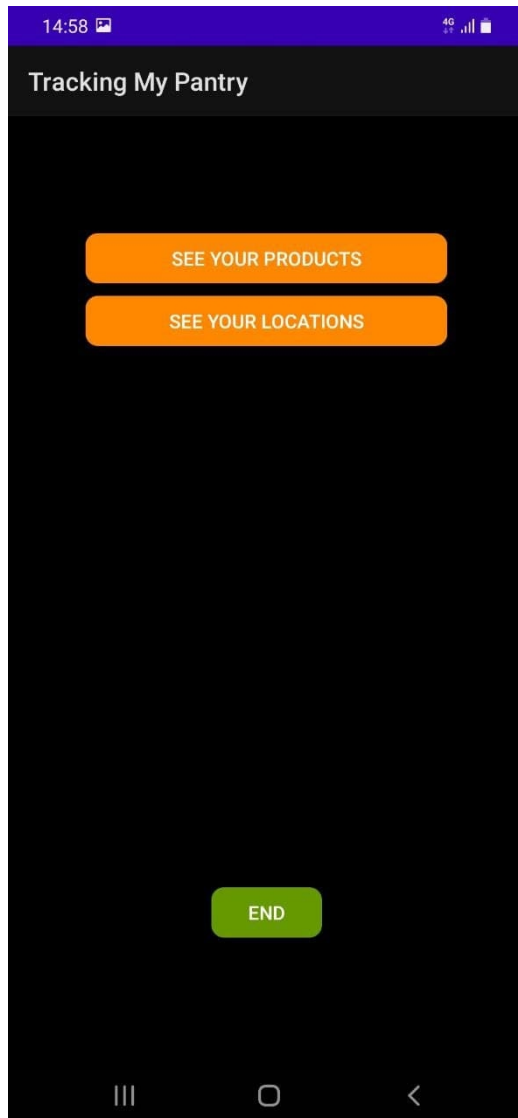 14:58
4G
Tracking My Pantry
SEE YOUR PRODUCTS
SEE YOUR LOCATIONS
END